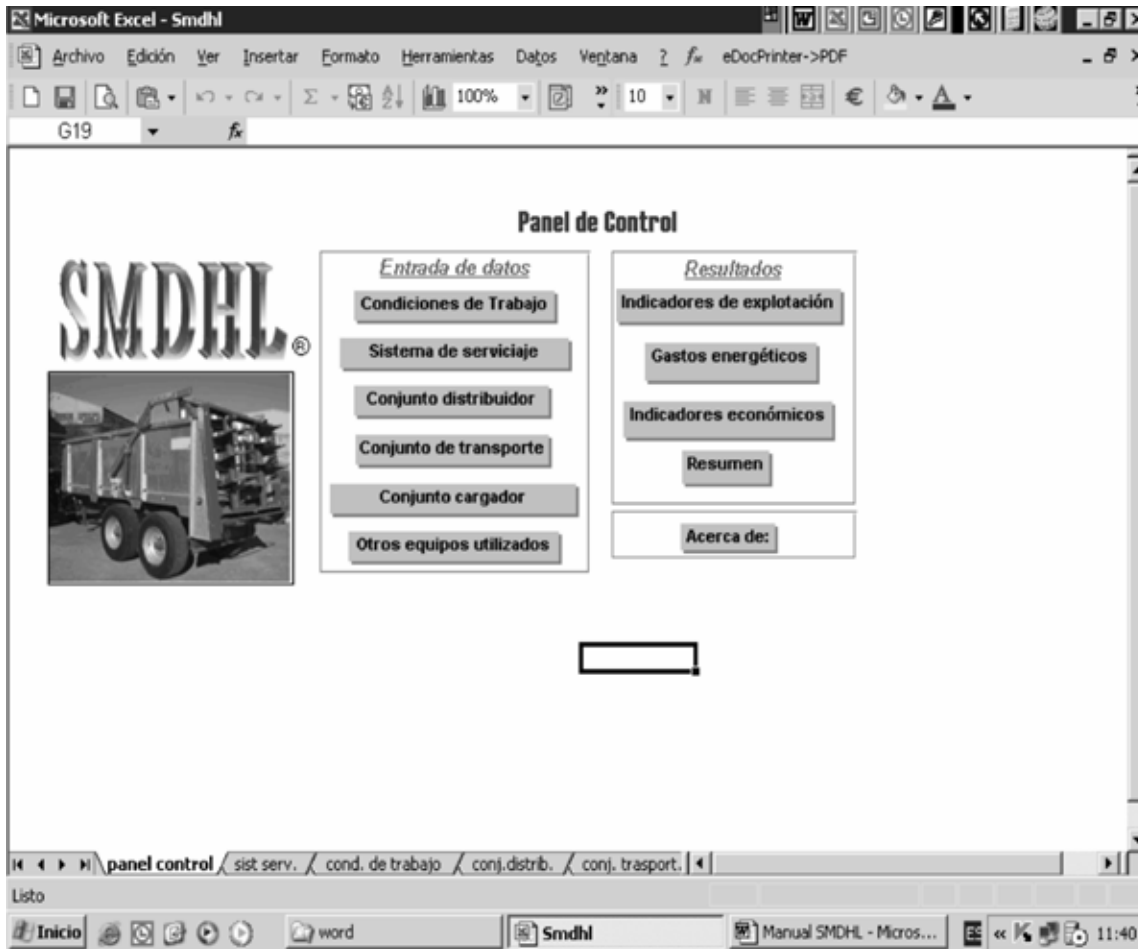 Microsoft Excel - Smdhl
Archivo Edición Ver Insertar Formato Herramientas Datos Ventana ? fx eDocPrinter->PDF
100% 10 N € A
G19 fx
Panel de Control
SMDHL ®
Entrada de datos
Condiciones de Trabajo
Sistema de serviciaje
Conjunto distribuidor
Conjunto de transporte
Conjunto cargador
Otros equipos utilizados
Resultados
Indicadores de explotación
Gastos energéticos
Indicadores económicos
Resumen
Acerca de:
panel control / sist serv. / cond. de trabajo / conj.distrib. / conj. trasport.
Listo
Inicio word Smdhl Manual SMDHL - Micros... « 11:40